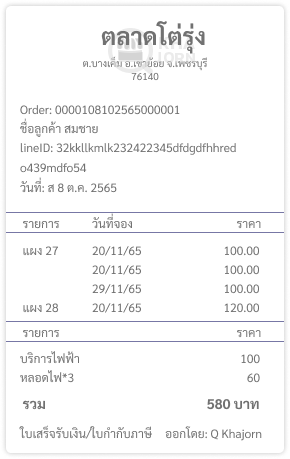 ตลาดโต่รุ่ง
ต.บางเค็ม อ.เขาย้อย จ.เพชรบุรี
76140
Order: 0000108102565000001
ชื่อลูกค้า สมชาย
lineID: 32kkllkmlk232422345dfdgdfhhred
o439mdfo54
วันที่: ส 8 ต.ค. 2565
รายการ วันที่จอง ราคา
แผง 27 20/11/65 100.00
20/11/65 100.00
29/11/65 100.00
แผง 28 20/11/65 120.00
รายการ ราคา
บริการไฟฟ้า 100
หลอดไฟ*3 60
รวม 580 บาท
ใบเสร็จรับเงิน/ใบกำกับภาษี ออกโดย: Q Khajorn